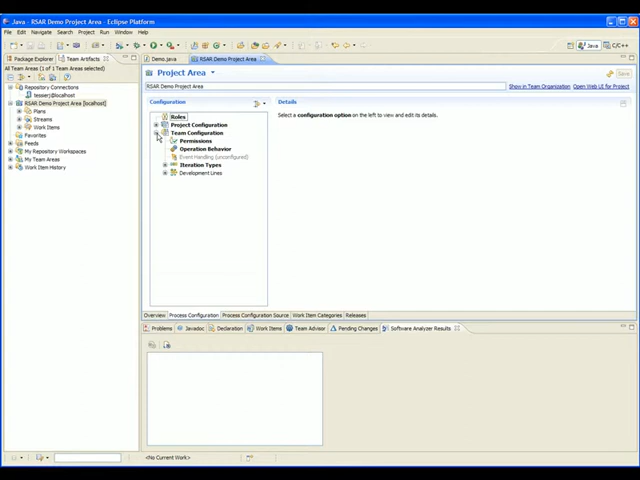 Java - RSAR Demo Project Area - Eclipse Platform
File Edit Navigate Search Project Run Window Help
Java C/C++
Package Explorer Team Artifacts
All Team Areas (1 of 1 Team Areas selected)
Repository Connections
tessierj@localhost
RSAR Demo Project Area [localhost]
Plans
Streams
Work Items
Favorites
Feeds
My Repository Workspaces
My Team Areas
Work Item History
Demo.java RSAR Demo Project Area
Project Area
Save
RSAR Demo Project Area
Show in Team Organization Open Web UI for Project
Configuration
Roles
Project Configuration
Team Configuration
Permissions
Operation Behavior
Event Handling (unconfigured)
Iteration Types
Development Lines
Details
Select a configuration option on the left to view and edit its details.
Overview Process Configuration Process Configuration Source Work Item Categories Releases
Problems Javadoc Declaration Work Items Team Advisor Pending Changes Software Analyzer Results
<No Current Work>